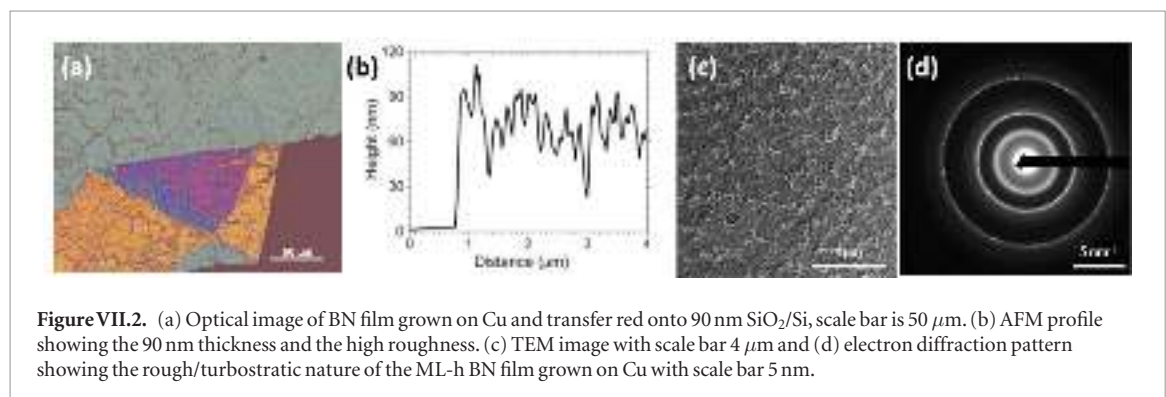 (a)
(b)
(c)
(d)
120
90
60
30
0
Height (nm)
0 1 2 3 4
Distance (µm)
5 nm⁻¹
Figure VII.2. (a) Optical image of BN film grown on Cu and transfer red onto 90 nm SiO₂/Si, scale bar is 50 µm. (b) AFM profile
showing the 90 nm thickness and the high roughness. (c) TEM image with scale bar 4 µm and (d) electron diffraction pattern
showing the rough/turbostratic nature of the ML-h BN film grown on Cu with scale bar 5 nm.